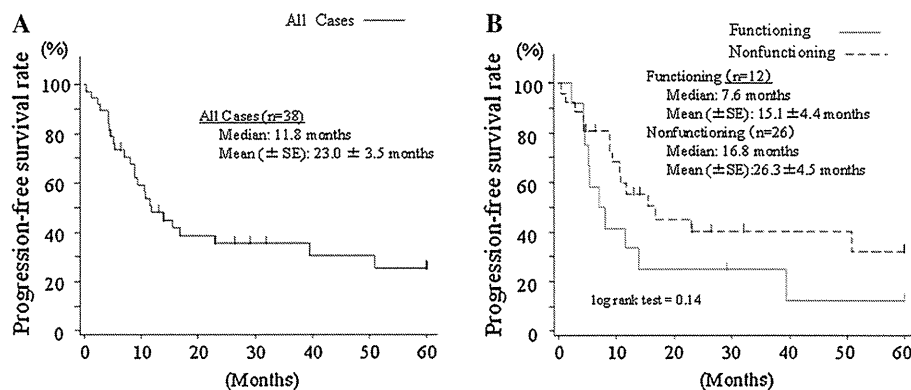 A
All Cases
Progression-free survival rate
(%)
100
80
60
40
20
0
All Cases (n=38)
Median: 11.8 months
Mean (± SE): 23.0 ± 3.5 months
0 10 20 30 40 50 60
(Months)
B
Functioning
Nonfunctioning
Progression-free survival rate
(%)
100
80
60
40
20
0
Functioning (n=12)
Median: 7.6 months
Mean (±SE): 15.1 ±4.4 months
Nonfunctioning (n=26)
Median: 16.8 months
Mean (±SE):26.3±4.5 months
log rank test = 0.14
0 10 20 30 40 50 60
(Months)